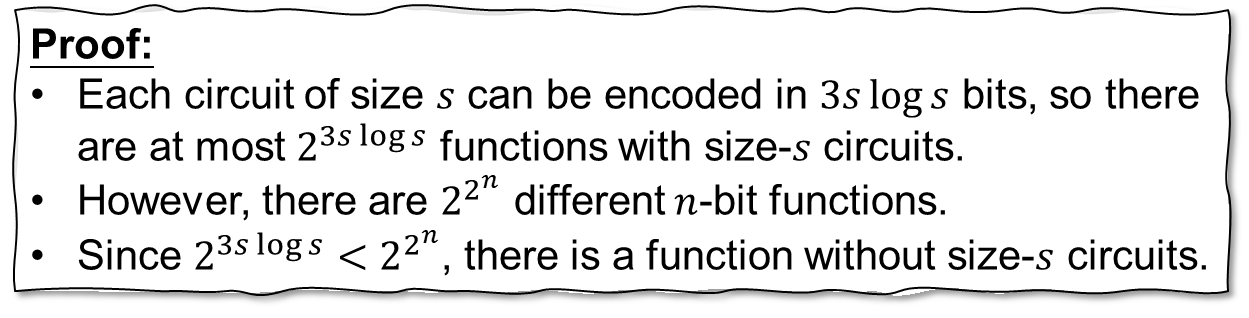 Proof:
• Each circuit of size 𝑠 can be encoded in 3𝑠 log 𝑠 bits, so there
are at most 2^{3𝑠 log 𝑠} functions with size-𝑠 circuits.
• However, there are 2^{2^𝑛} different 𝑛-bit functions.
• Since 2^{3𝑠 log 𝑠} < 2^{2^𝑛}, there is a function without size-𝑠 circuits.